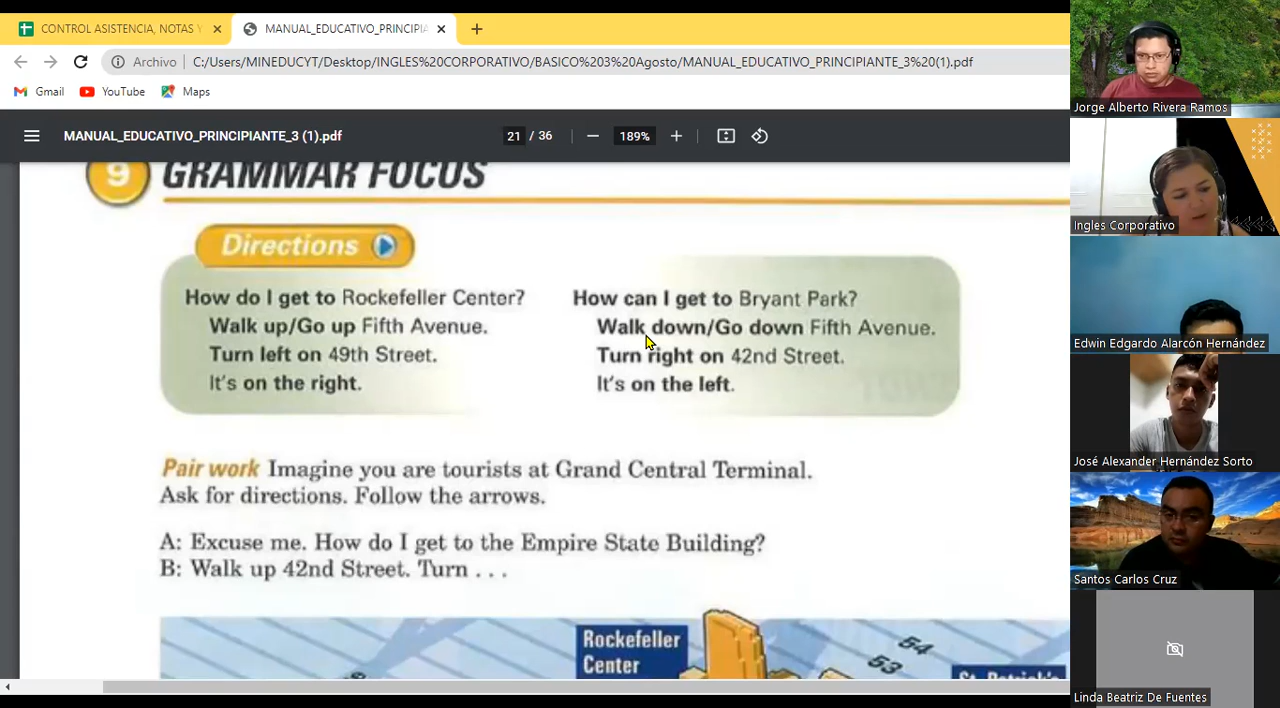 CONTROL ASISTENCIA, NOTAS Y
MANUAL_EDUCATIVO_PRINCIPIA
Archivo
C:/Users/MINEDUCYT/Desktop/INGLES%20CORPORATIVO/BASICO%203%20Agosto/MANUAL_EDUCATIVO_PRINCIPIANTE_3%20(1).pdf
Gmail
YouTube
Maps
MANUAL_EDUCATIVO_PRINCIPIANTE_3 (1).pdf
21 / 36
189%
9 GRAMMAR FOCUS
Directions
How do I get to Rockefeller Center?
Walk up/Go up Fifth Avenue.
Turn left on 49th Street.
It's on the right.
How can I get to Bryant Park?
Walk down/Go down Fifth Avenue.
Turn right on 42nd Street.
It's on the left.
Pair work Imagine you are tourists at Grand Central Terminal.
Ask for directions. Follow the arrows.
A: Excuse me. How do I get to the Empire State Building?
B: Walk up 42nd Street. Turn . . .
Rockefeller
Center
54
53
St. Patrick's
Jorge Alberto Rivera Ramos
Ingles Corporativo
Edwin Edgardo Alarcón Hernández
José Alexander Hernández Sorto
Santos Carlos Cruz
Linda Beatriz De Fuentes